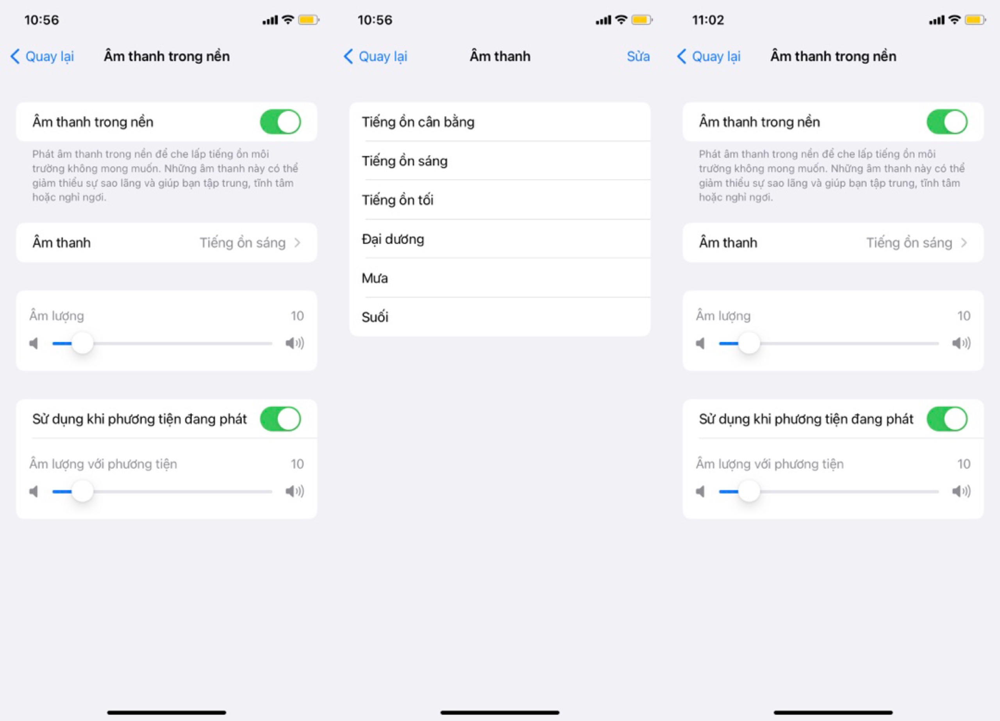 10:56
Quay lại
Âm thanh trong nền
Âm thanh trong nền
Phát âm thanh trong nền để che lấp tiếng ồn môi
trường không mong muốn. Những âm thanh này có thể
giảm thiểu sự sao lãng và giúp bạn tập trung, tĩnh tâm
hoặc nghỉ ngơi.
Âm thanh Tiếng ồn sáng
Âm lượng 10
Sử dụng khi phương tiện đang phát
Âm lượng với phương tiện 10
10:56
Quay lại
Âm thanh
Sửa
Tiếng ồn cân bằng
Tiếng ồn sáng
Tiếng ồn tối
Đại dương
Mưa
Suối
11:02
Quay lại
Âm thanh trong nền
Âm thanh trong nền
Phát âm thanh trong nền để che lấp tiếng ồn môi
trường không mong muốn. Những âm thanh này có thể
giảm thiểu sự sao lãng và giúp bạn tập trung, tĩnh tâm
hoặc nghỉ ngơi.
Âm thanh Tiếng ồn sáng
Âm lượng 10
Sử dụng khi phương tiện đang phát
Âm lượng với phương tiện 10